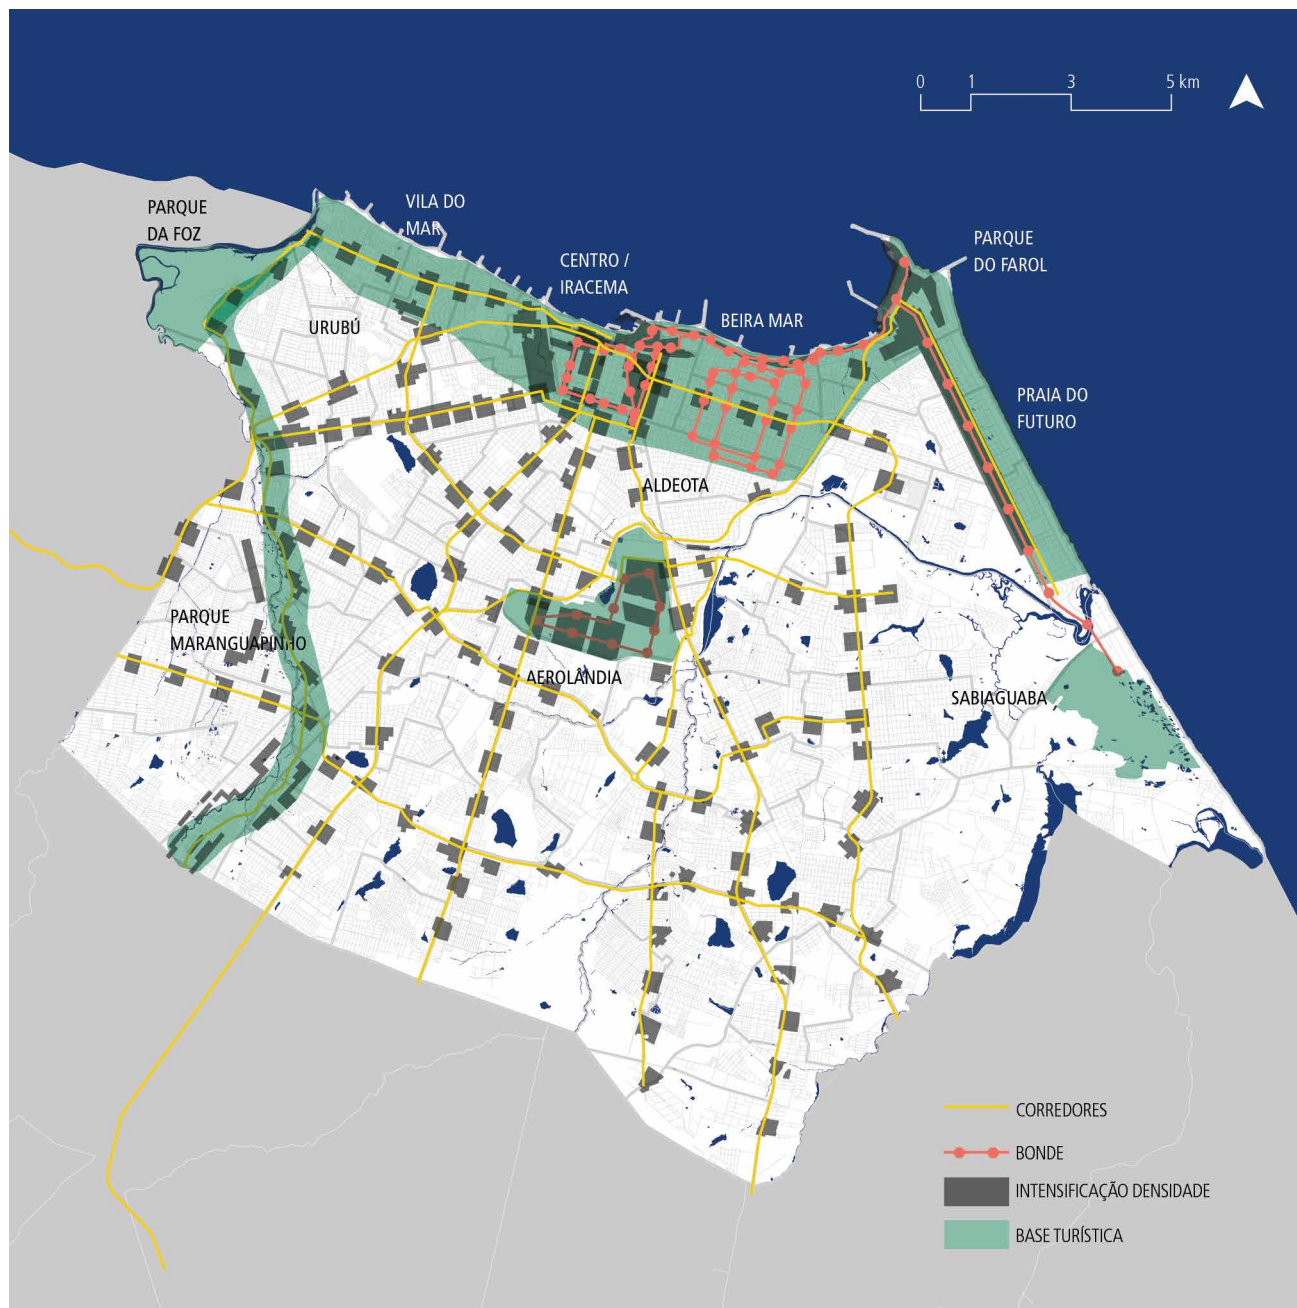 0 1 3 5 km
PARQUE
DA FOZ
VILA DO
MAR
PARQUE
DO FAROL
CENTRO /
IRACEMA
BEIRA MAR
URUBÚ
PRAIA DO
FUTURO
ALDEOTA
PARQUE
MARANGUAPINHO
AEROLÂNDIA
SABIAGUABA
CORREDORES
BONDE
INTENSIFICAÇÃO DENSIDADE
BASE TURÍSTICA